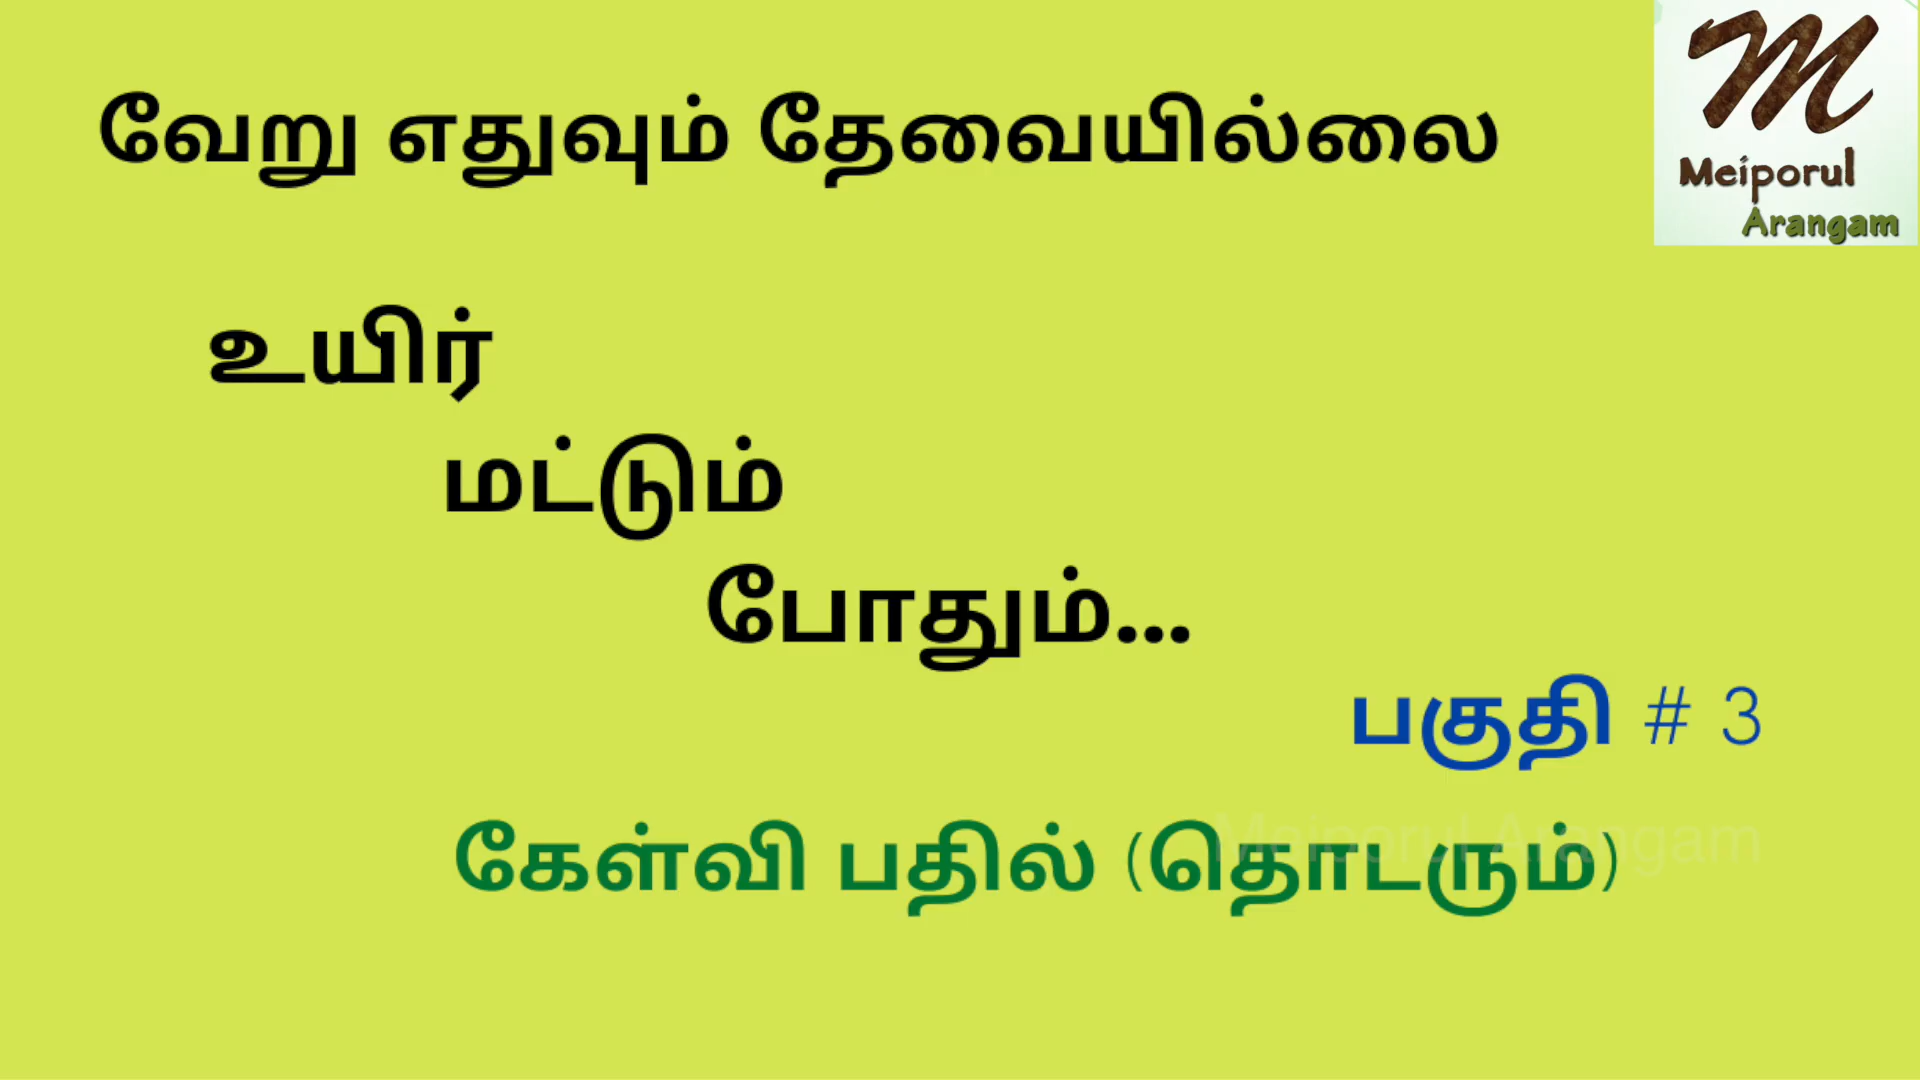 வேறு எதுவும் தேவையில்லை
M
Meiporul
Arangam
உயிர்
மட்டும்
போதும்...
பகுதி # 3
Meiporul Arangam
கேள்வி பதில் (தொடரும்)